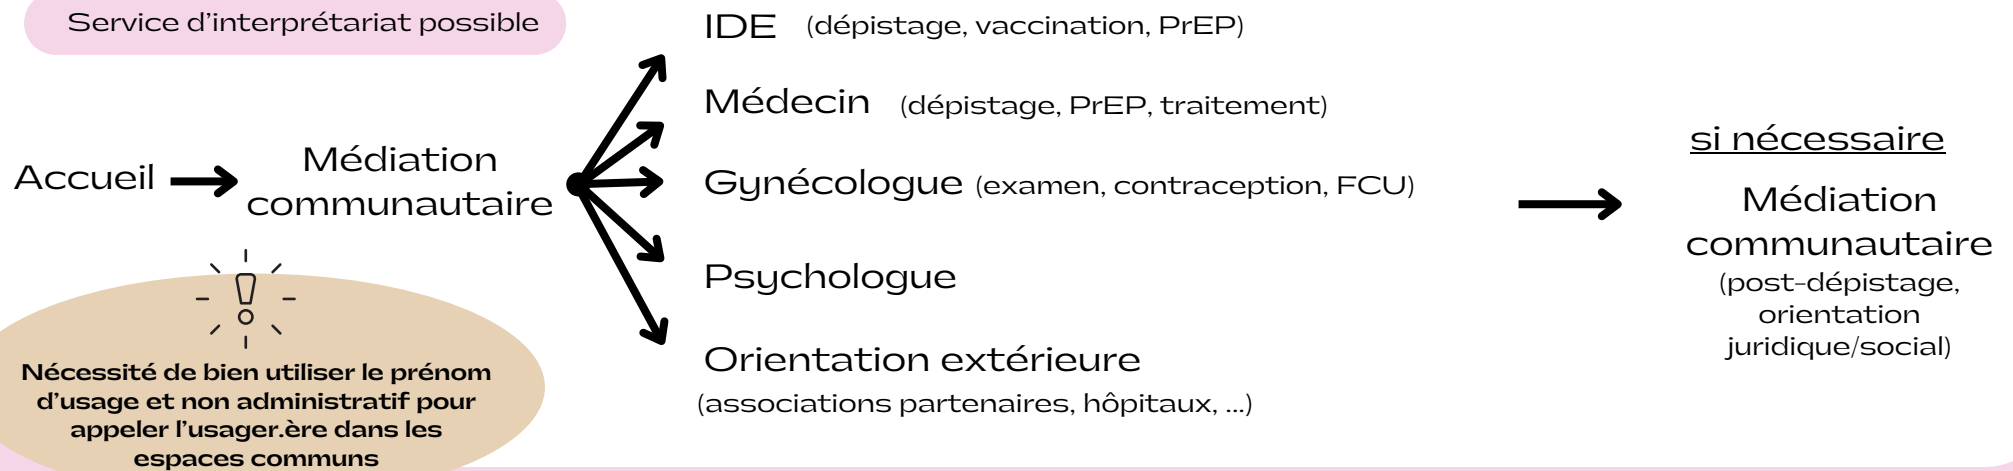 Service d'interprétariat possible
IDE (dépistage, vaccination, PrEP)
Médecin (dépistage, PrEP, traitement)
Accueil
Médiation
communautaire
Gynécologue (examen, contraception, FCU)
Psychologue
Orientation extérieure
(associations partenaires, hôpitaux, ...)
si nécessaire
Médiation
communautaire
(post-dépistage,
orientation
juridique/social)
Nécessité de bien utiliser le prénom
d'usage et non administratif pour
appeler l'usager.ère dans les
espaces communs